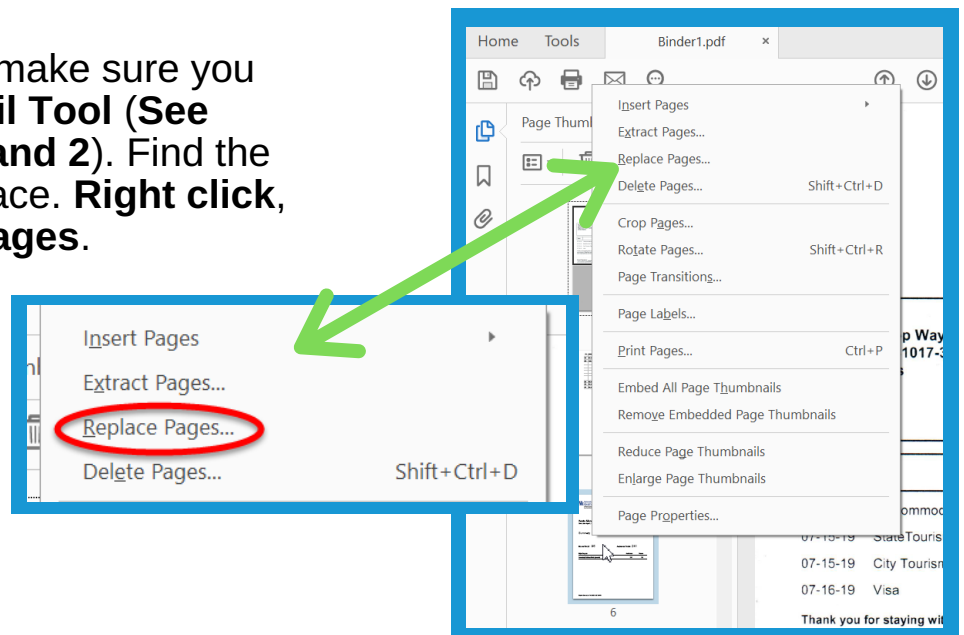 make sure you
il Tool (See
and 2). Find the
ace. Right click,
ages.
Home Tools Binder1.pdf ×
Page Thum
Insert Pages
Extract Pages...
Replace Pages...
Delete Pages... Shift+Ctrl+D
Crop Pages...
Rotate Pages... Shift+Ctrl+R
Page Transitions...
Page Labels...
Print Pages... Ctrl+P
Embed All Page Thumbnails
Remove Embedded Page Thumbnails
Reduce Page Thumbnails
Enlarge Page Thumbnails
Page Properties...
p Way
1017-3
s
ommod
07-15-19 State Touris
07-15-19 City Tourism
07-16-19 Visa
Thank you for staying wit
6
Insert Pages
Extract Pages...
Replace Pages...
Delete Pages... Shift+Ctrl+D